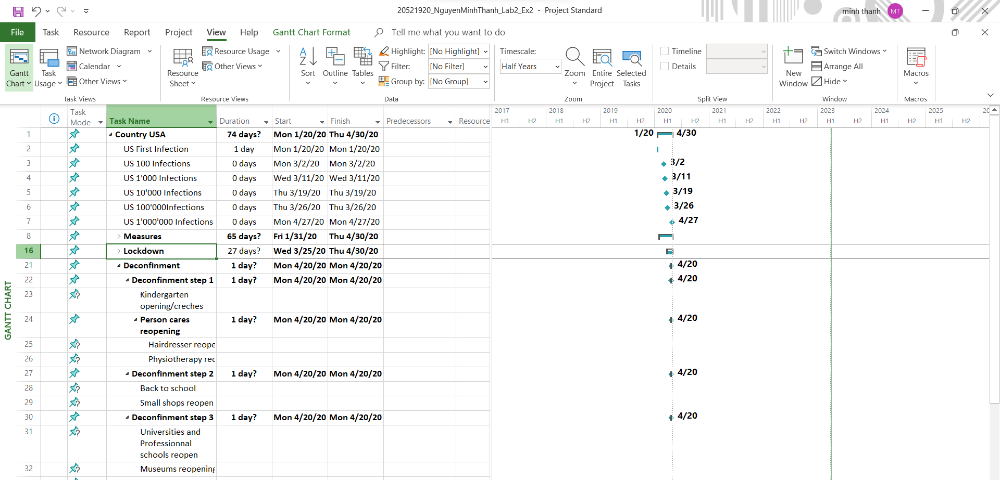 20521920_NguyenMinhThanh_Lab2_Ex2 - Project Standard
minh thanh MT
File Task Resource Report Project View Help Gantt Chart Format Tell me what you want to do
Gantt Chart
Task Usage
Network Diagram
Calendar
Other Views
Task Views
Resource Sheet
Resource Usage
Other Views
Resource Views
Sort
Outline
Tables
Highlight: [No Highlight]
Filter: [No Filter]
Group by: [No Group]
Data
Timescale:
Half Years
Zoom
Entire Project
Selected Tasks
Zoom
Timeline
Details
Split View
New Window
Switch Windows
Arrange All
Hide
Window
Macros
Macros
GANTT CHART
Task Mode Task Name Duration Start Finish Predecessors Resource
2017 2018 2019 2020 2021 2022 2023 2024 2025 20
H1 H2 H1 H2 H1 H2 H1 H2 H1 H2 H1 H2 H1 H2 H1 H2 H1 H2
1 Country USA 74 days? Mon 1/20/20 Thu 4/30/20 1/20 4/30
2 US First Infection 1 day Mon 1/20/20 Mon 1/20/20
3 US 100 Infections 0 days Mon 3/2/20 Mon 3/2/20 3/2
4 US 1'000 Infections 0 days Wed 3/11/20 Wed 3/11/20 3/11
5 US 10'000 Infections 0 days Thu 3/19/20 Thu 3/19/20 3/19
6 US 100'000Infections 0 days Thu 3/26/20 Thu 3/26/20 3/26
7 US 1'000'000 Infections 0 days Mon 4/27/20 Mon 4/27/20 4/27
8 Measures 65 days? Fri 1/31/20 Thu 4/30/20
16 Lockdown 27 days? Wed 3/25/20 Thu 4/30/20
21 Deconfinment 1 day? Mon 4/20/20 Mon 4/20/20 4/20
22 Deconfinment step 1 1 day? Mon 4/20/20 Mon 4/20/20 4/20
23 Kindergarten
opening/creches
24 Person cares 1 day? Mon 4/20/20 Mon 4/20/20 4/20
reopening
25 Hairdresser reope
26 Physiotherapy rec
27 Deconfinment step 2 1 day? Mon 4/20/20 Mon 4/20/20 4/20
28 Back to school
29 Small shops reopen
30 Deconfinment step 3 1 day? Mon 4/20/20 Mon 4/20/20 4/20
31 Universities and
Professionnal
schools reopen
32 Museums reopening